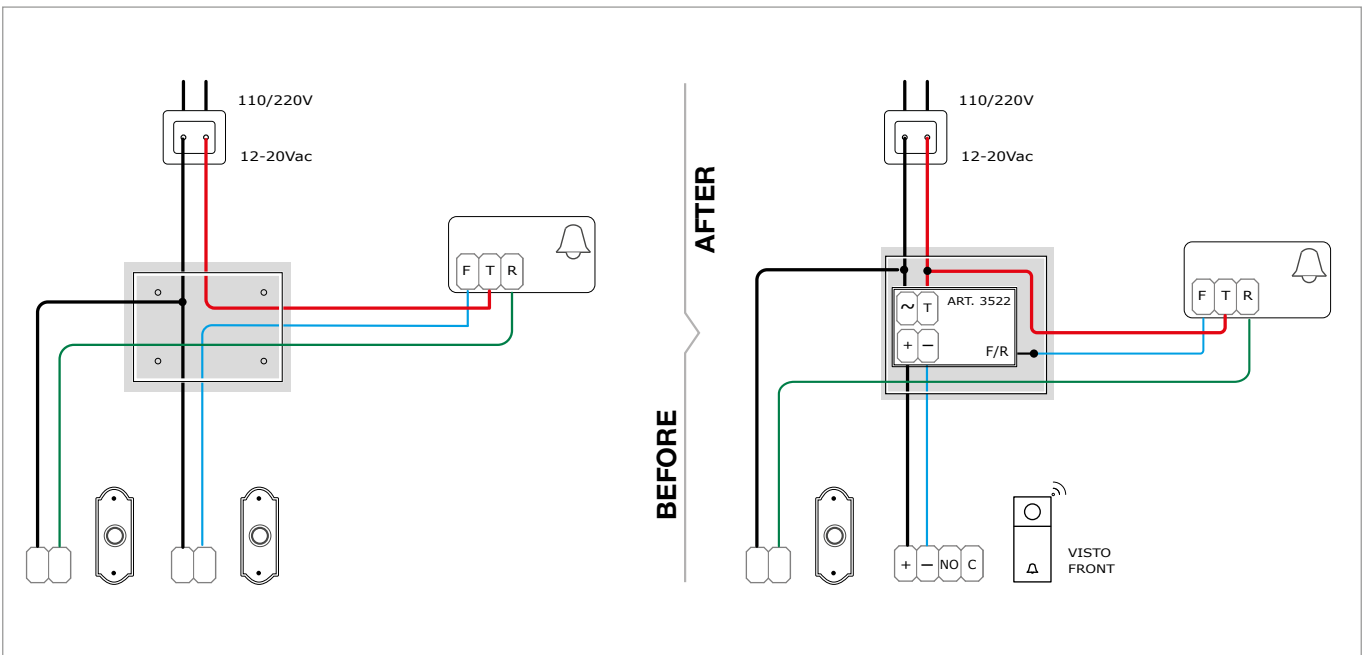 110/220V
12-20Vac
F T R
BEFORE
AFTER
110/220V
12-20Vac
~ T ART. 3522
+ − F/R
F T R
+ − NO C
VISTO
FRONT